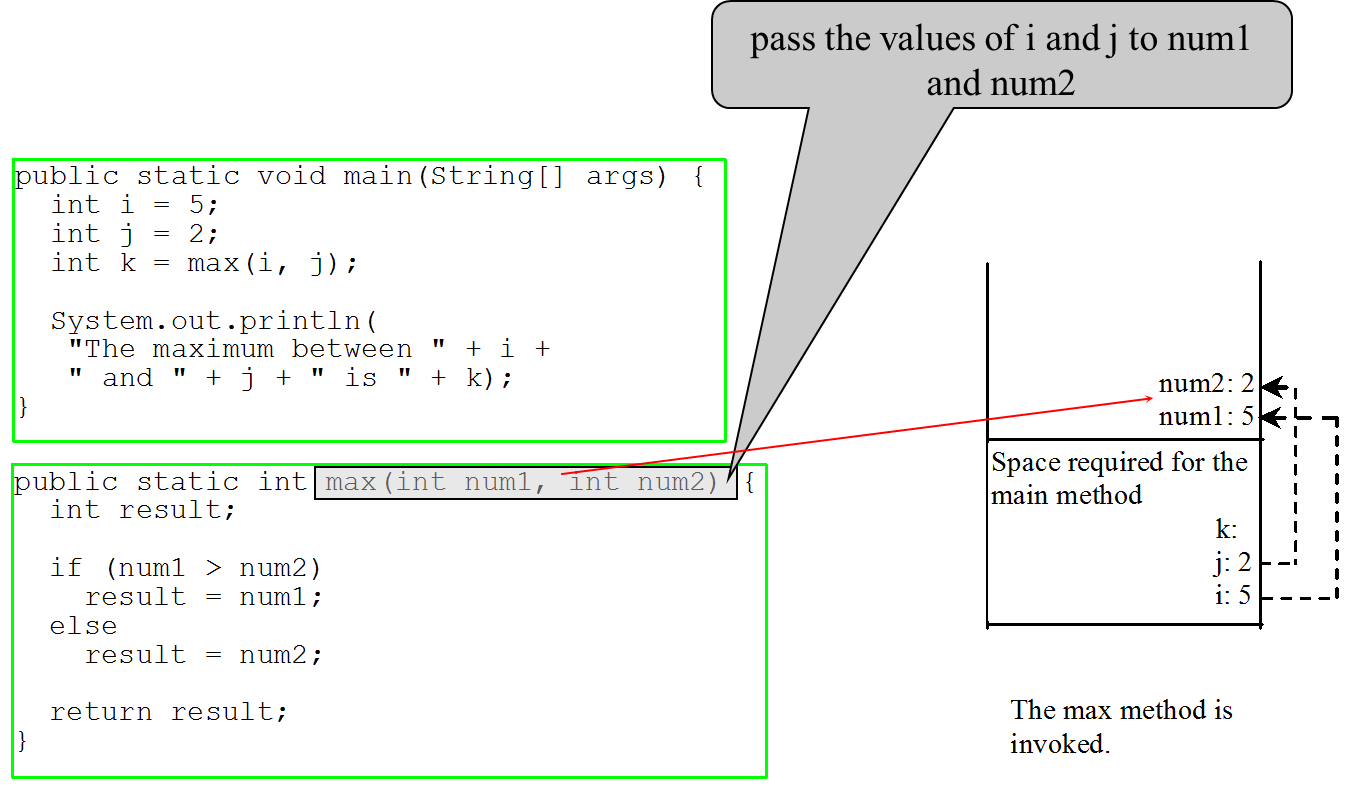 pass the values of i and j to num1
and num2
public static void main(String[] args) {
  int i = 5;
  int j = 2;
  int k = max(i, j);
  System.out.println(
   "The maximum between " + i +
   " and " + j + " is " + k);
}
public static int max(int num1, int num2) {
  int result;
  if (num1 > num2)
    result = num1;
  else
    result = num2;
  return result;
}
num2: 2
num1: 5
Space required for the
main method
k:
j: 2
i: 5
The max method is
invoked.